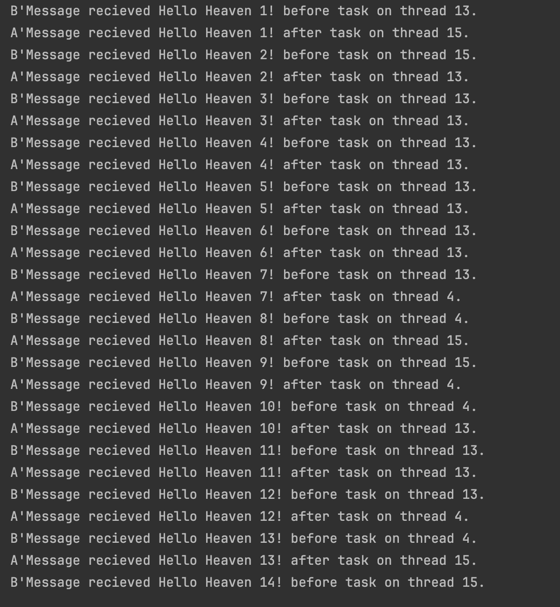 B'Message recieved Hello Heaven 1! before task on thread 13.
A'Message recieved Hello Heaven 1! after task on thread 15.
B'Message recieved Hello Heaven 2! before task on thread 15.
A'Message recieved Hello Heaven 2! after task on thread 13.
B'Message recieved Hello Heaven 3! before task on thread 13.
A'Message recieved Hello Heaven 3! after task on thread 13.
B'Message recieved Hello Heaven 4! before task on thread 13.
A'Message recieved Hello Heaven 4! after task on thread 13.
B'Message recieved Hello Heaven 5! before task on thread 13.
A'Message recieved Hello Heaven 5! after task on thread 13.
B'Message recieved Hello Heaven 6! before task on thread 13.
A'Message recieved Hello Heaven 6! after task on thread 13.
B'Message recieved Hello Heaven 7! before task on thread 13.
A'Message recieved Hello Heaven 7! after task on thread 4.
B'Message recieved Hello Heaven 8! before task on thread 4.
A'Message recieved Hello Heaven 8! after task on thread 15.
B'Message recieved Hello Heaven 9! before task on thread 15.
A'Message recieved Hello Heaven 9! after task on thread 4.
B'Message recieved Hello Heaven 10! before task on thread 4.
A'Message recieved Hello Heaven 10! after task on thread 13.
B'Message recieved Hello Heaven 11! before task on thread 13.
A'Message recieved Hello Heaven 11! after task on thread 13.
B'Message recieved Hello Heaven 12! before task on thread 13.
A'Message recieved Hello Heaven 12! after task on thread 4.
B'Message recieved Hello Heaven 13! before task on thread 4.
A'Message recieved Hello Heaven 13! after task on thread 15.
B'Message recieved Hello Heaven 14! before task on thread 15.